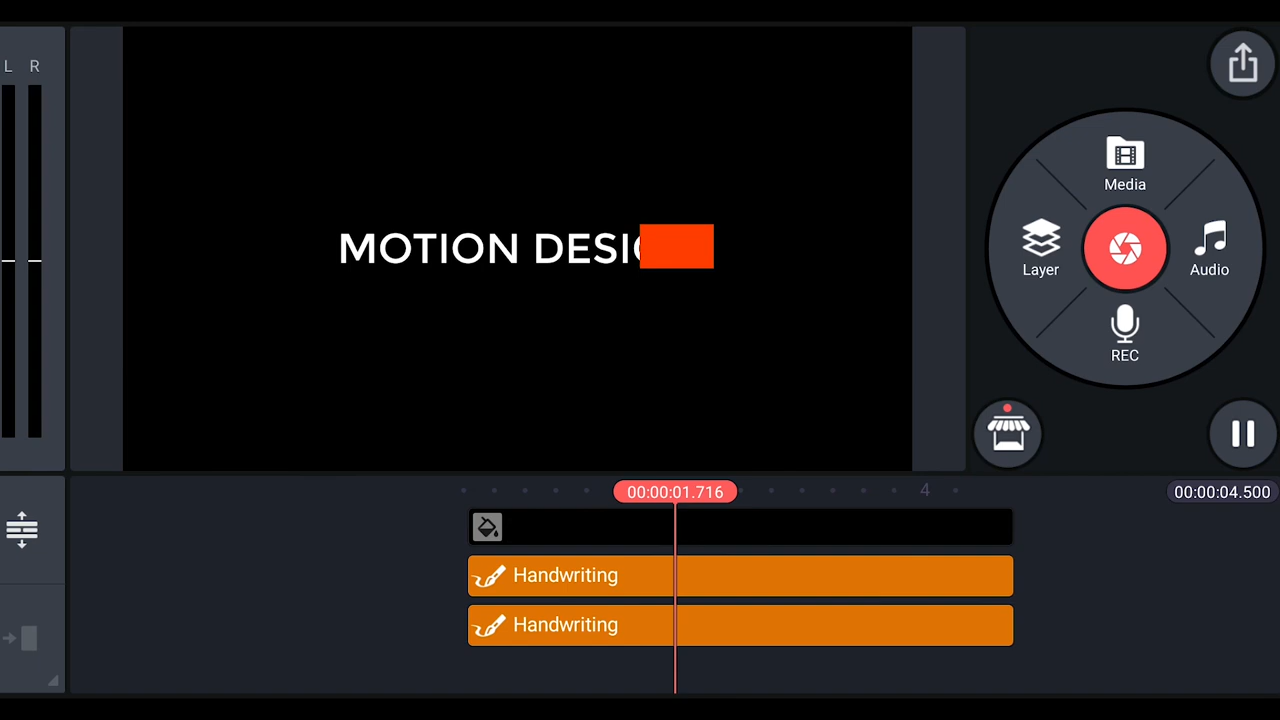 L R
MOTION DESI
Media
Layer
Audio
REC
00:00:01.716
4
00:00:04.500
Handwriting
Handwriting